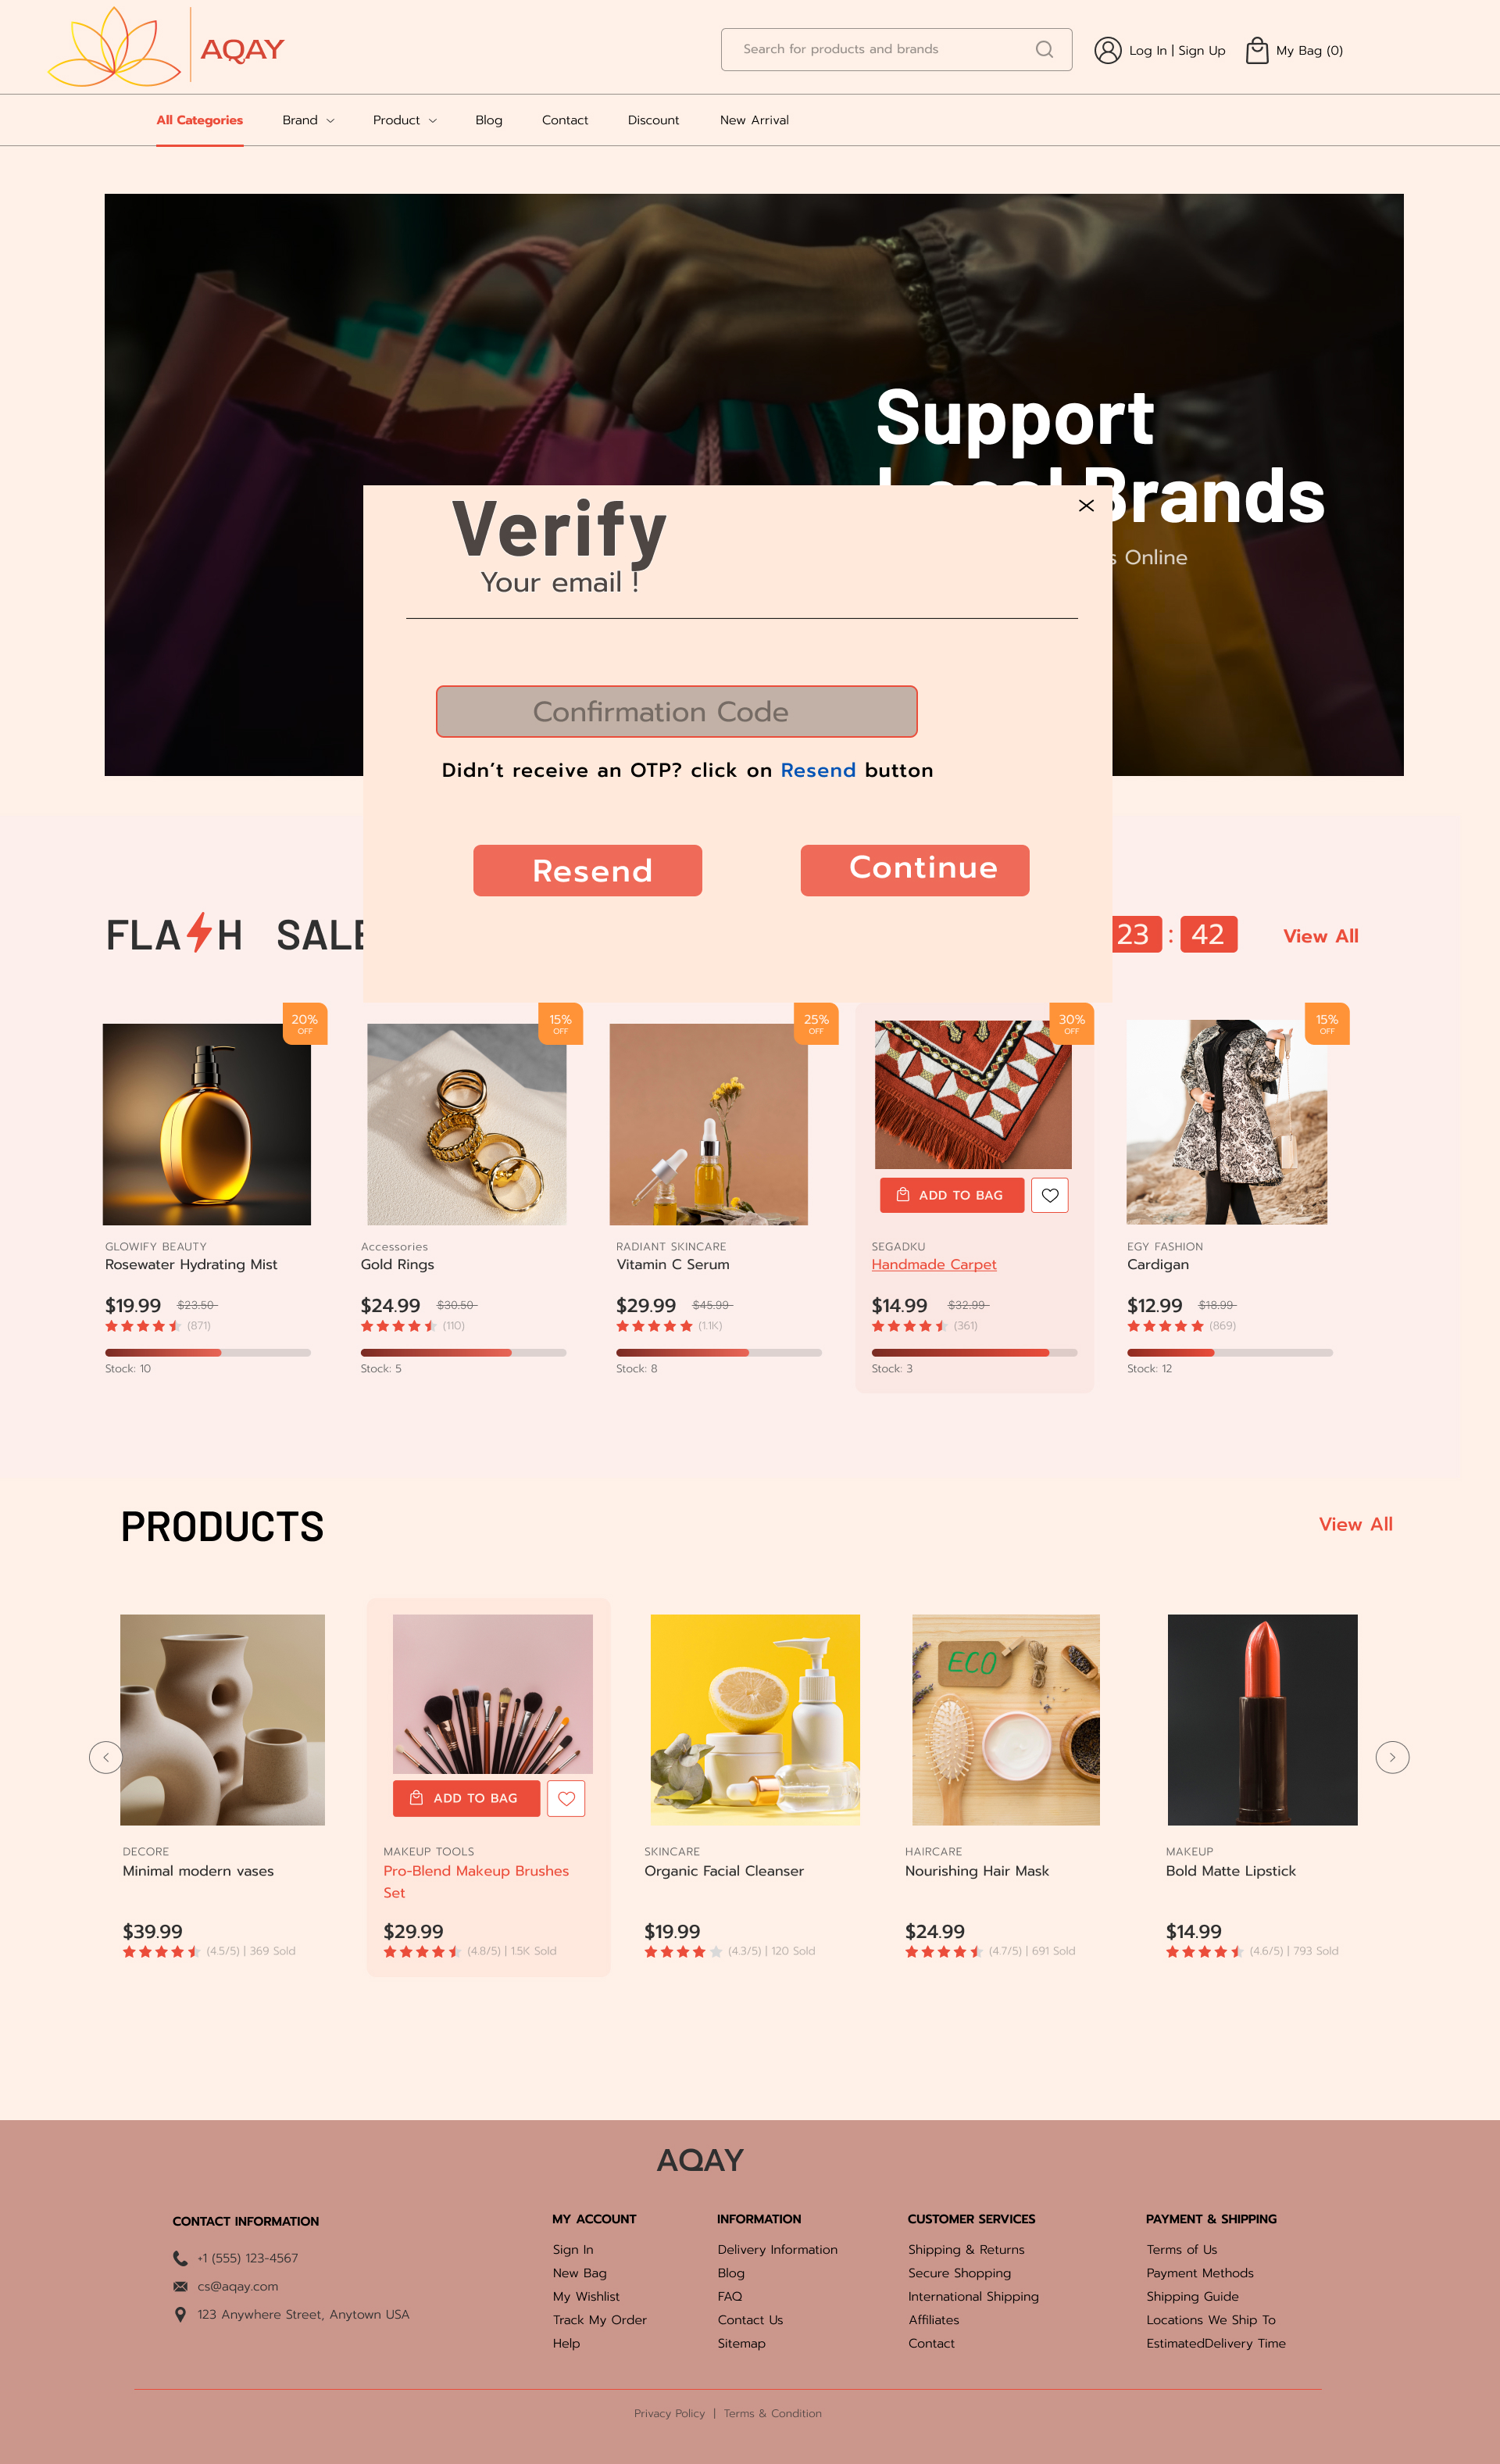 AQAY
Search for products and brands
Log In | Sign Up
My Bag (0)
All Categories
Brand
Product
Blog
Contact
Discount
New Arrival
Support
Brands
s Online
Verify
Your email !
Confirmation Code
Didn’t receive an OTP? click on Resend button
Resend
Continue
FLA H SALE
23 : 42
View All
20%
OFF
15%
OFF
25%
OFF
30%
OFF
15%
OFF
GLOWIFY BEAUTY
Rosewater Hydrating Mist
$19.99 $23.50
(871)
Stock: 10
Accessories
Gold Rings
$24.99 $30.50
(110)
Stock: 5
RADIANT SKINCARE
Vitamin C Serum
$29.99 $45.99
(1.1K)
Stock: 8
ADD TO BAG
SEGADKU
Handmade Carpet
$14.99 $32.99
(361)
Stock: 3
EGY FASHION
Cardigan
$12.99 $18.99
(869)
Stock: 12
PRODUCTS
View All
DECORE
Minimal modern vases
$39.99
(4.5/5) | 369 Sold
ADD TO BAG
MAKEUP TOOLS
Pro-Blend Makeup Brushes
Set
$29.99
(4.8/5) | 1.5K Sold
SKINCARE
Organic Facial Cleanser
$19.99
(4.3/5) | 120 Sold
ECO
HAIRCARE
Nourishing Hair Mask
$24.99
(4.7/5) | 691 Sold
MAKEUP
Bold Matte Lipstick
$14.99
(4.6/5) | 793 Sold
AQAY
CONTACT INFORMATION
+1 (555) 123-4567
cs@aqay.com
123 Anywhere Street, Anytown USA
MY ACCOUNT
Sign In
New Bag
My Wishlist
Track My Order
Help
INFORMATION
Delivery Information
Blog
FAQ
Contact Us
Sitemap
CUSTOMER SERVICES
Shipping & Returns
Secure Shopping
International Shipping
Affiliates
Contact
PAYMENT & SHIPPING
Terms of Us
Payment Methods
Shipping Guide
Locations We Ship To
EstimatedDelivery Time
Privacy Policy | Terms & Condition